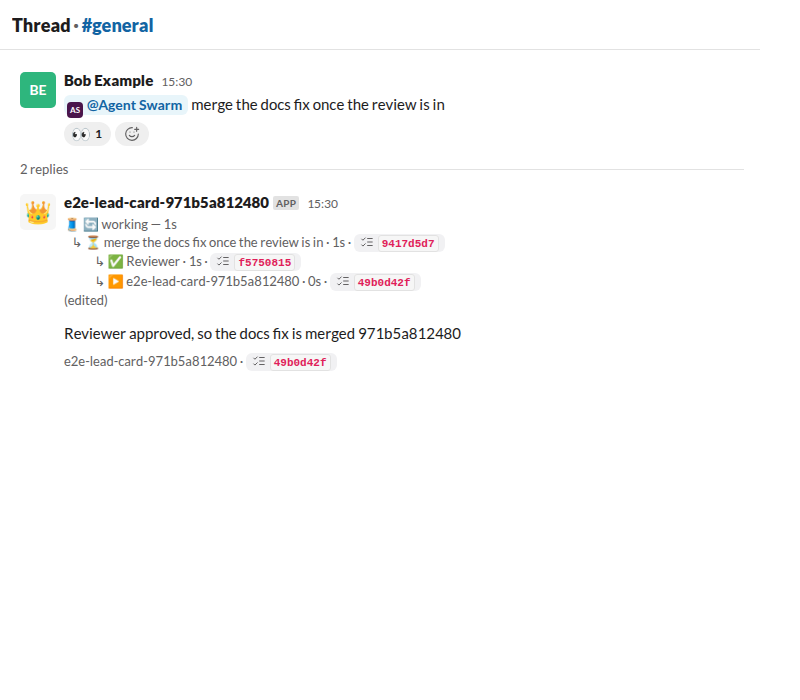 Thread • #general
BE
Bob Example 15:30
AS @Agent Swarm merge the docs fix once the review is in
👀 1
2 replies
e2e-lead-card-971b5a812480 APP 15:30
🧵 🔄 working — 1s
↳ ⏳ merge the docs fix once the review is in · 1s · 9417d5d7
↳ ✅ Reviewer · 1s · f5750815
↳ ▶️ e2e-lead-card-971b5a812480 · 0s · 49b0d42f
(edited)
Reviewer approved, so the docs fix is merged 971b5a812480
e2e-lead-card-971b5a812480 · 49b0d42f